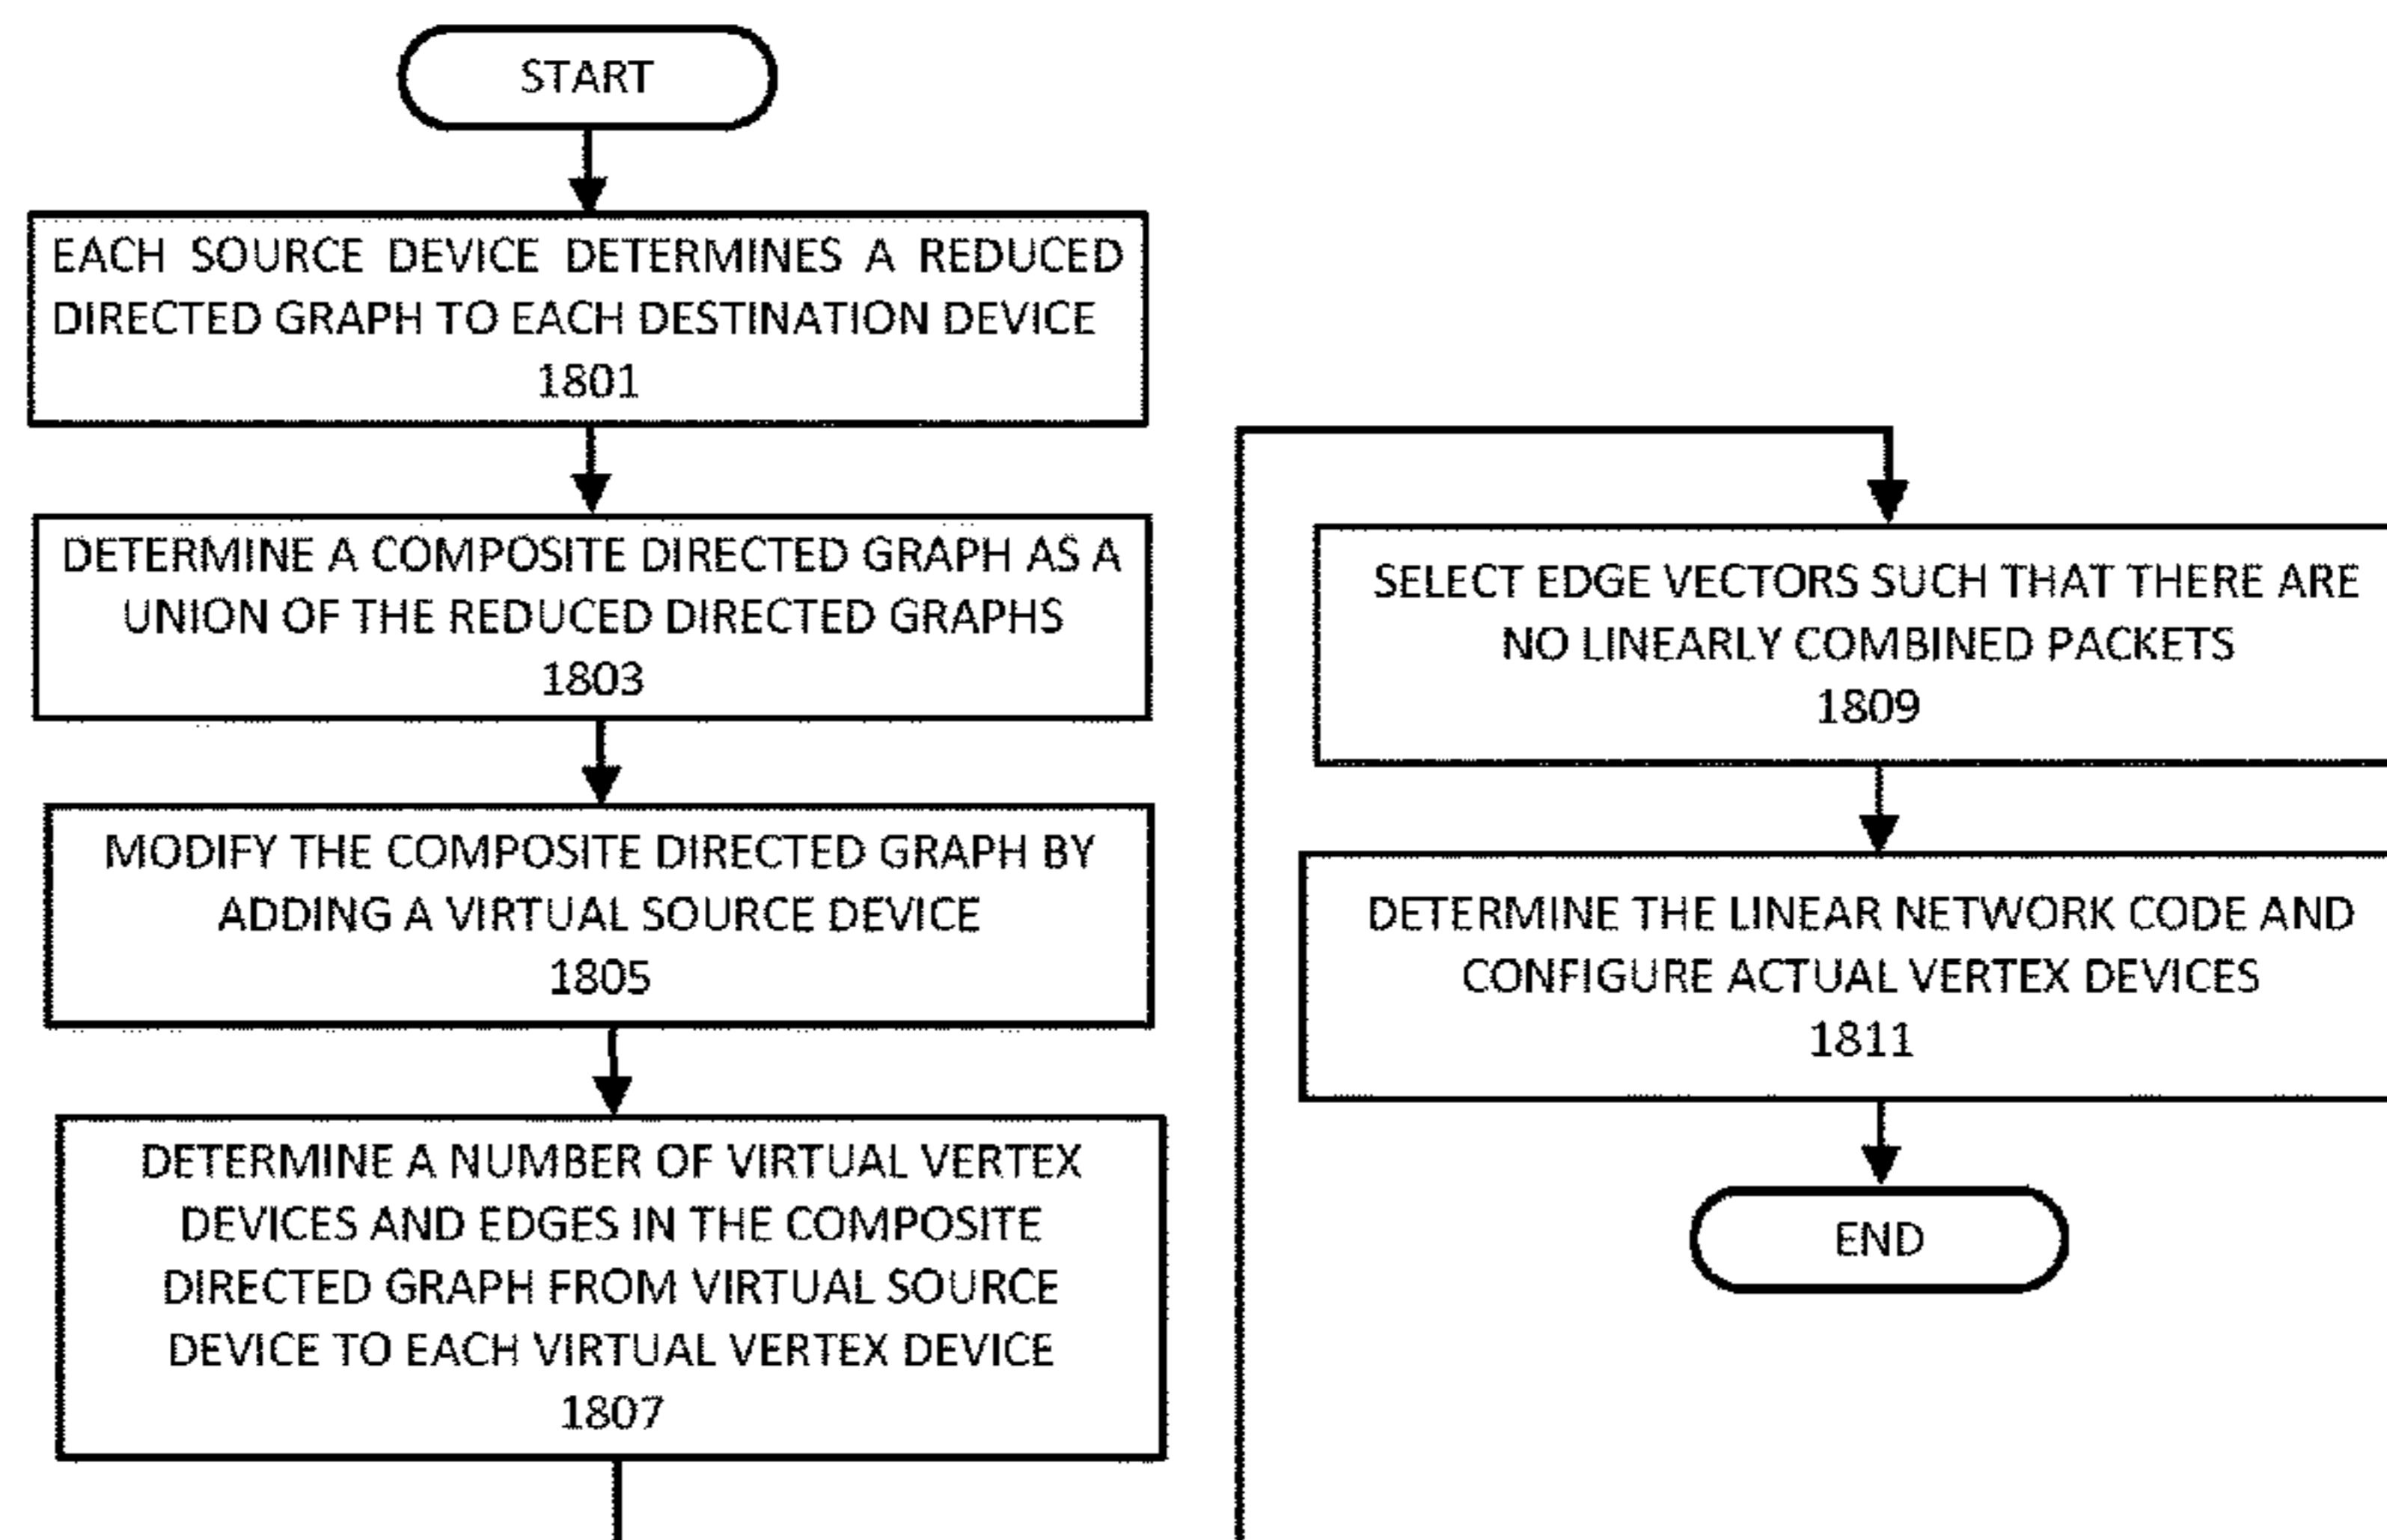 START
EACH SOURCE DEVICE DETERMINES A REDUCED
DIRECTED GRAPH TO EACH DESTINATION DEVICE
1801
DETERMINE A COMPOSITE DIRECTED GRAPH AS A
UNION OF THE REDUCED DIRECTED GRAPHS
1803
MODIFY THE COMPOSITE DIRECTED GRAPH BY
ADDING A VIRTUAL SOURCE DEVICE
1805
DETERMINE A NUMBER OF VIRTUAL VERTEX
DEVICES AND EDGES IN THE COMPOSITE
DIRECTED GRAPH FROM VIRTUAL SOURCE
DEVICE TO EACH VIRTUAL VERTEX DEVICE
1807
SELECT EDGE VECTORS SUCH THAT THERE ARE
NO LINEARLY COMBINED PACKETS
1809
DETERMINE THE LINEAR NETWORK CODE AND
CONFIGURE ACTUAL VERTEX DEVICES
1811
END